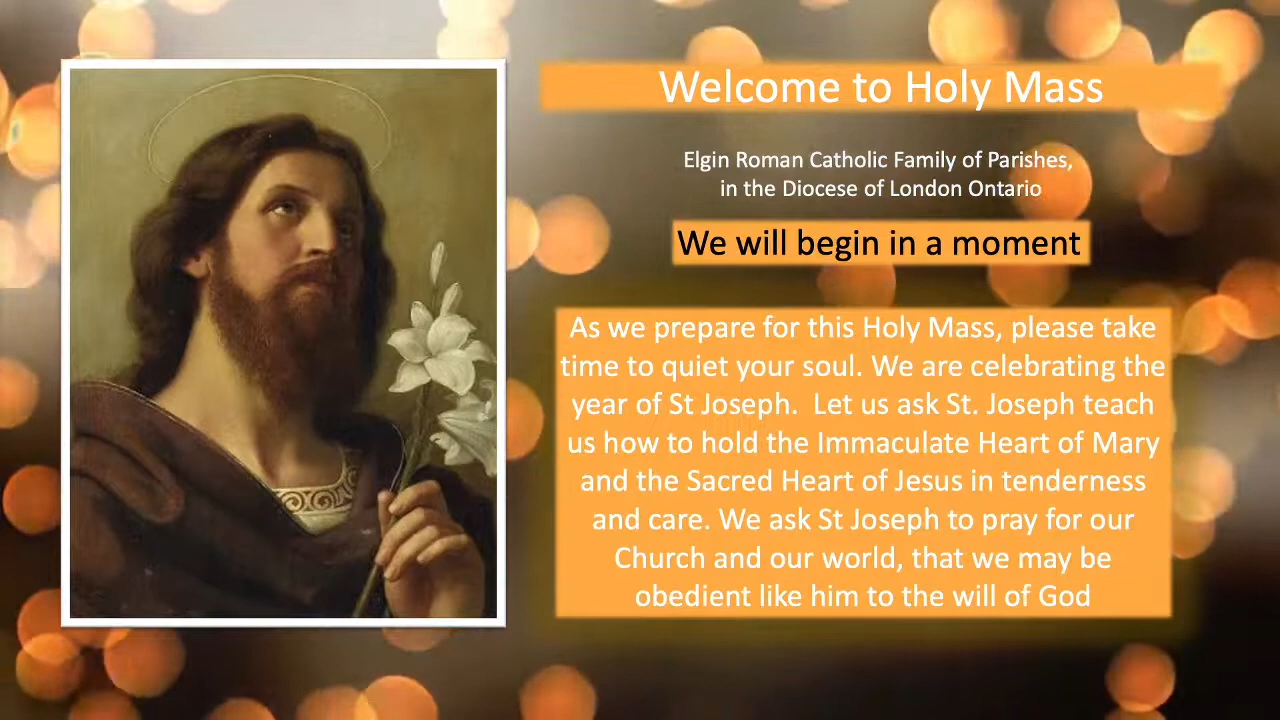 Welcome to Holy Mass
Elgin Roman Catholic Family of Parishes,
in the Diocese of London Ontario
We will begin in a moment
As we prepare for this Holy Mass, please take
time to quiet your soul. We are celebrating the
year of St Joseph.  Let us ask St. Joseph teach
us how to hold the Immaculate Heart of Mary
and the Sacred Heart of Jesus in tenderness
and care. We ask St Joseph to pray for our
Church and our world, that we may be
obedient like him to the will of God